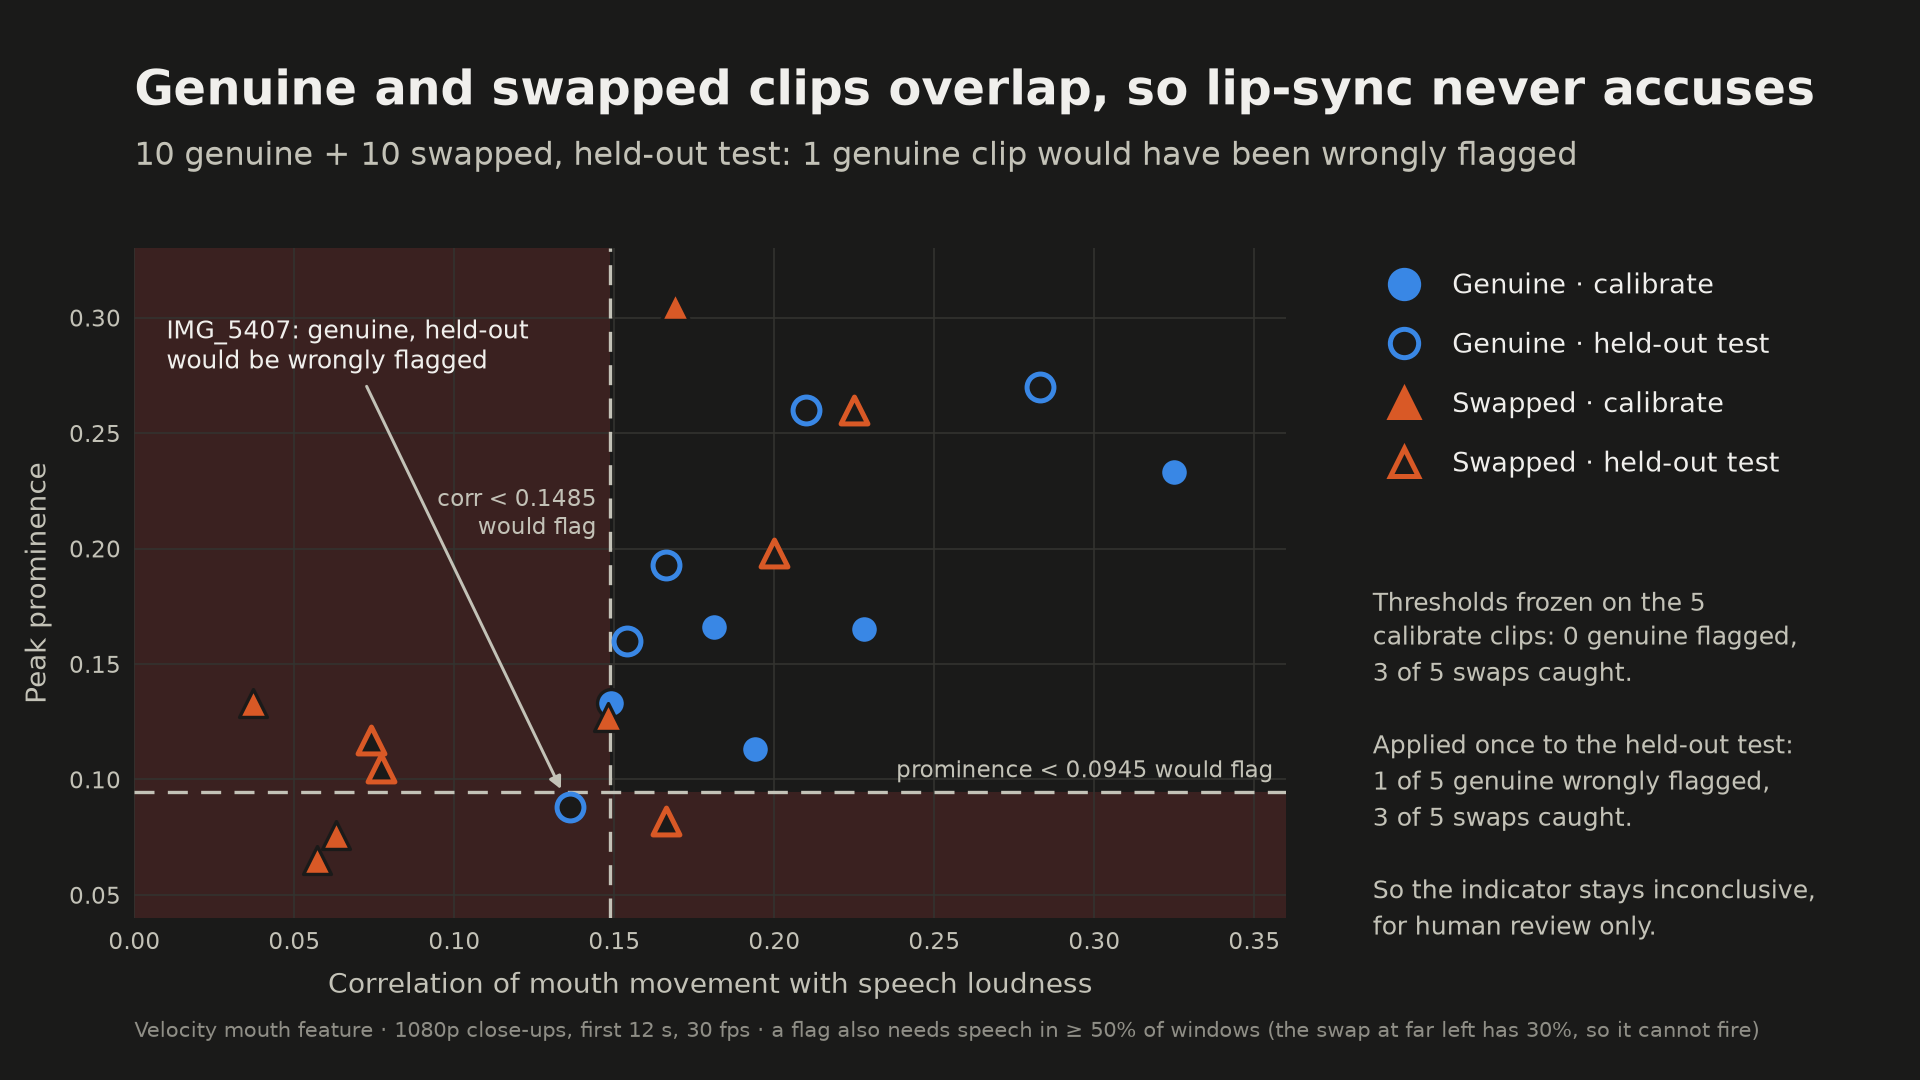 Genuine and swapped clips overlap, so lip-sync never accuses
10 genuine + 10 swapped, held-out test: 1 genuine clip would have been wrongly flagged
IMG_5407: genuine, held-out
would be wrongly flagged
corr < 0.1485
would flag
prominence < 0.0945 would flag
Peak prominence
0.30
0.25
0.20
0.15
0.10
0.05
0.00
0.05
0.10
0.15
0.20
0.25
0.30
0.35
Correlation of mouth movement with speech loudness
Genuine · calibrate
Genuine · held-out test
Swapped · calibrate
Swapped · held-out test
Thresholds frozen on the 5
calibrate clips: 0 genuine flagged,
3 of 5 swaps caught.
Applied once to the held-out test:
1 of 5 genuine wrongly flagged,
3 of 5 swaps caught.
So the indicator stays inconclusive,
for human review only.
Velocity mouth feature · 1080p close-ups, first 12 s, 30 fps · a flag also needs speech in ≥ 50% of windows (the swap at far left has 30%, so it cannot fire)